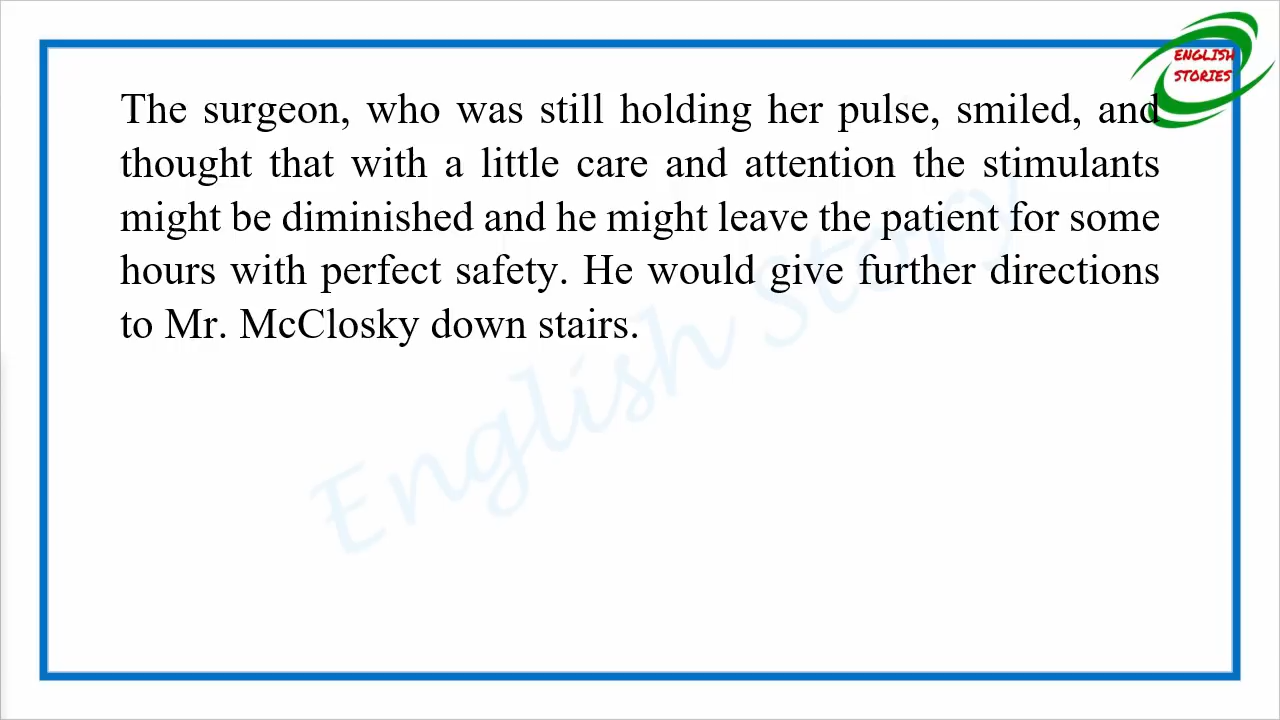 ENGLISH
STORIES
The surgeon, who was still holding her pulse, smiled, and
thought that with a little care and attention the stimulants
might be diminished and he might leave the patient for some
hours with perfect safety. He would give further directions
to Mr. McClosky down stairs.
English Story